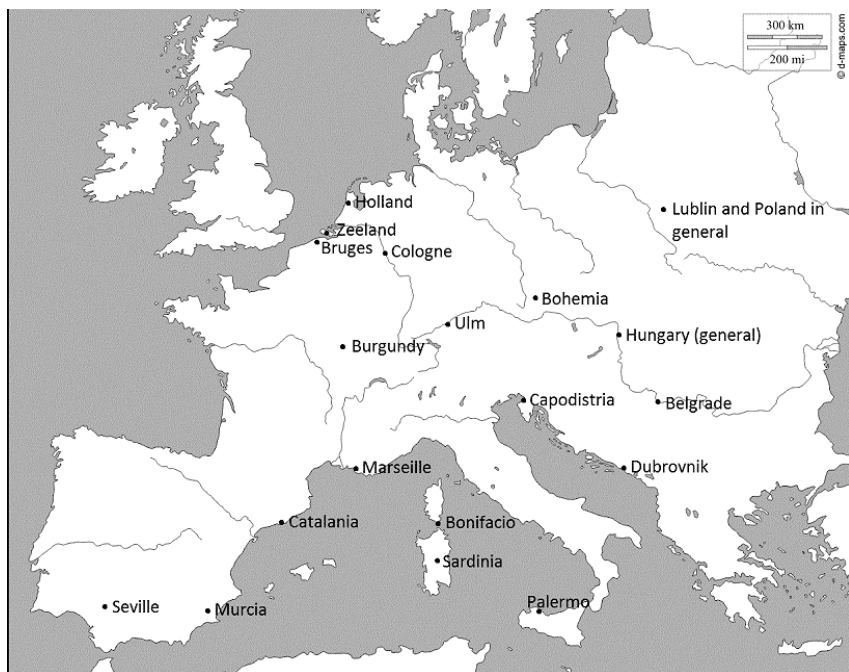 300 km
200 mi
© d-maps.com
Holland
Lublin and Poland in
general
Zeeland
Bruges
Cologne
Bohemia
Ulm
Hungary (general)
Burgundy
Capodistria
Belgrade
Marseille
Dubrovnik
Catalania
Bonifacio
Sardinia
Seville
Murcia
Palermo